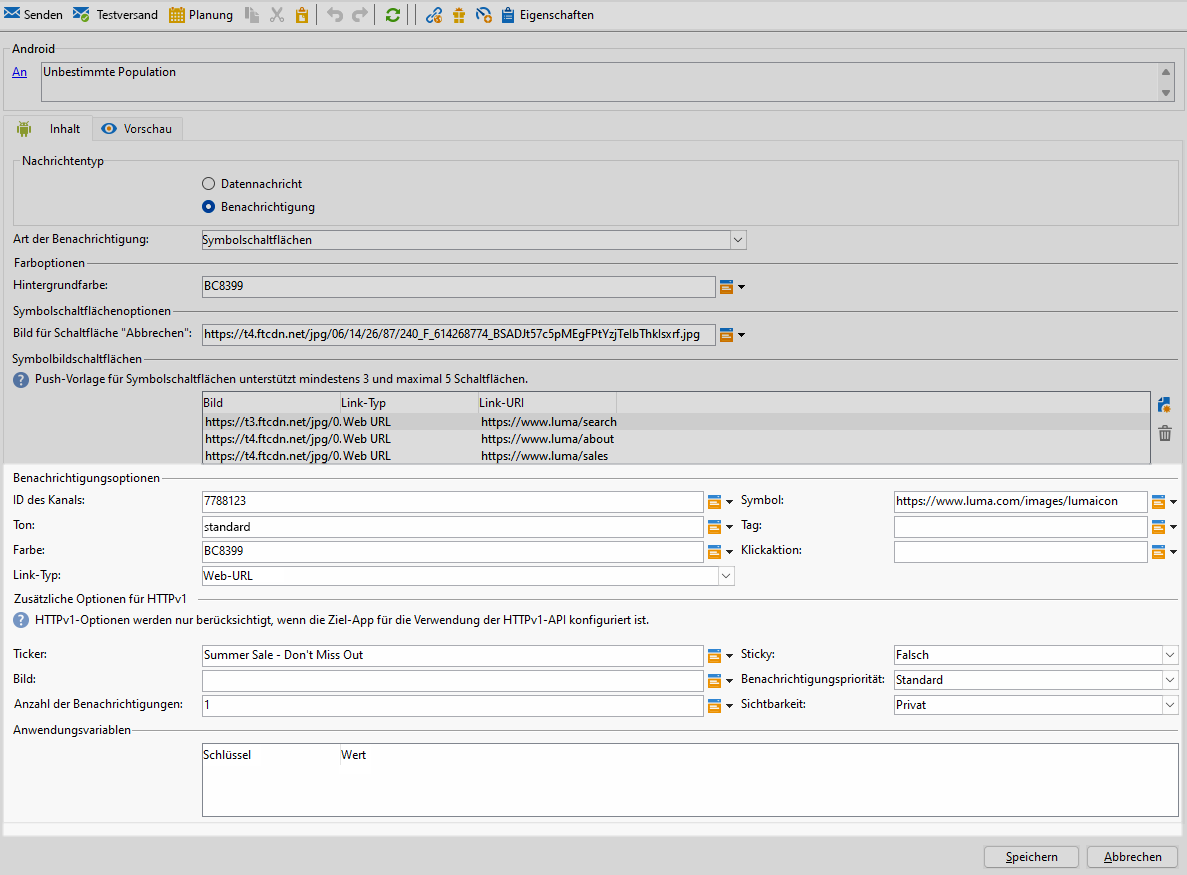 Senden Testversand Planung Eigenschaften
Android
An Unbestimmte Population
Inhalt Vorschau
Nachrichtentyp
Datennachricht
Benachrichtigung
Art der Benachrichtigung: Symbolschaltflächen
Farboptionen
Hintergrundfarbe: BC8399
Symbolschaltflächenoptionen
Bild für Schaltfläche "Abbrechen": https://t4.ftcdn.net/jpg/06/14/26/87/240_F_614268774_BSADJt57c5pMEgFPtYzjTelbThklsxrf.jpg
Symbolbildschaltflächen
Push-Vorlage für Symbolschaltflächen unterstützt mindestens 3 und maximal 5 Schaltflächen.
Bild Link-Typ Link-URI
https://t3.ftcdn.net/jpg/0. Web URL https://www.luma/search
https://t4.ftcdn.net/jpg/0. Web URL https://www.luma/about
https://t4.ftcdn.net/jpg/0. Web URL https://www.luma/sales
Benachrichtigungsoptionen
ID des Kanals: 7788123 Symbol: https://www.luma.com/images/lumaicon
Ton: standard Tag:
Farbe: BC8399 Klickaktion:
Link-Typ: Web-URL
Zusätzliche Optionen für HTTPv1
HTTPv1-Optionen werden nur berücksichtigt, wenn die Ziel-App für die Verwendung der HTTPv1-API konfiguriert ist.
Ticker: Summer Sale - Don't Miss Out Sticky: Falsch
Bild: Benachrichtigungspriorität: Standard
Anzahl der Benachrichtigungen: 1 Sichtbarkeit: Privat
Anwendungsvariablen
Schlüssel Wert
Speichern Abbrechen